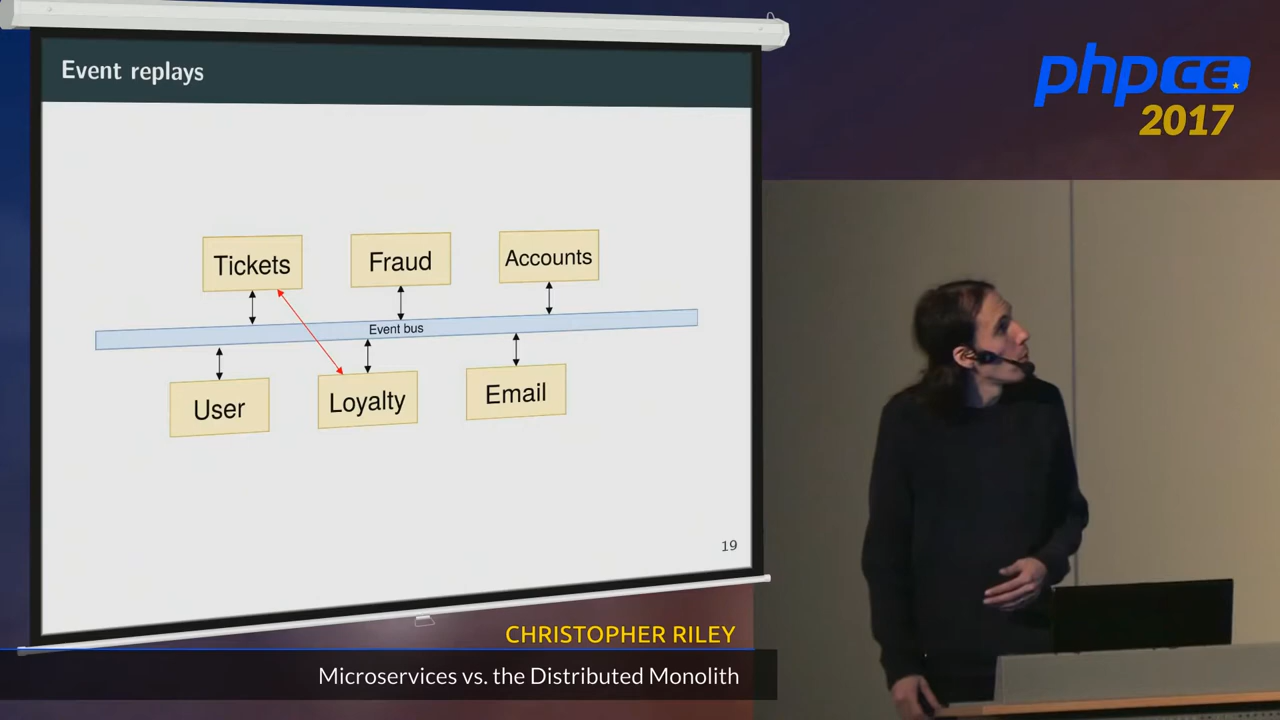 Event replays
Tickets
Fraud
Accounts
Event bus
User
Loyalty
Email
19
phpCE
2017
CHRISTOPHER RILEY
Microservices vs. the Distributed Monolith